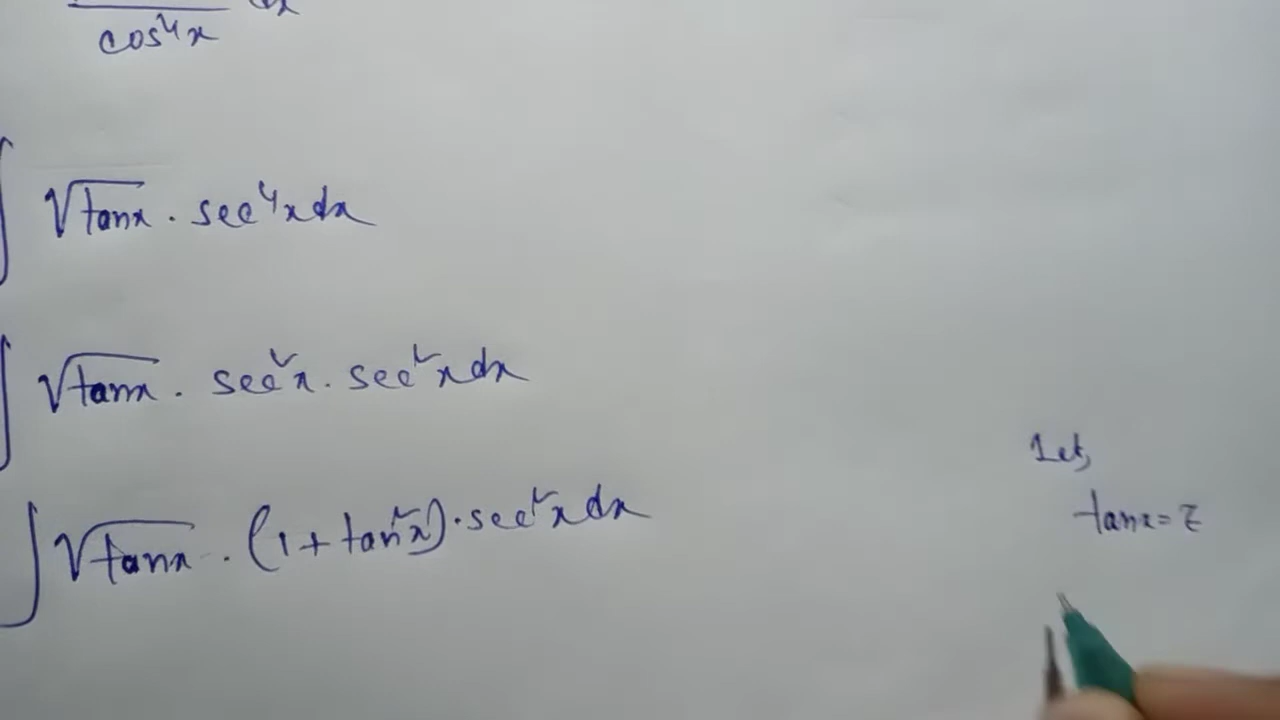 cos⁴x
∫ √tanx · sec⁴x dx
∫ √tanx · sec²x · sec²x dx
∫ √tanx · (1 + tan²x) · sec²x dx
Let,
tanx = z